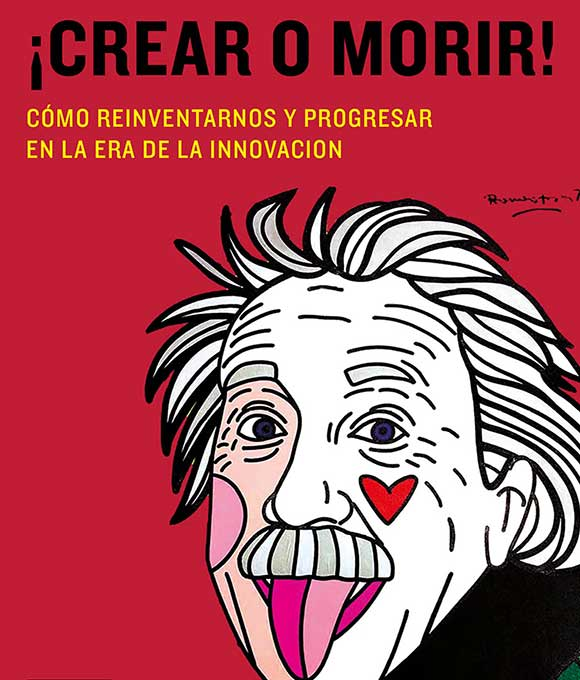 ¡CREAR O MORIR!
CÓMO REINVENTARNOS Y PROGRESAR
EN LA ERA DE LA INNOVACION